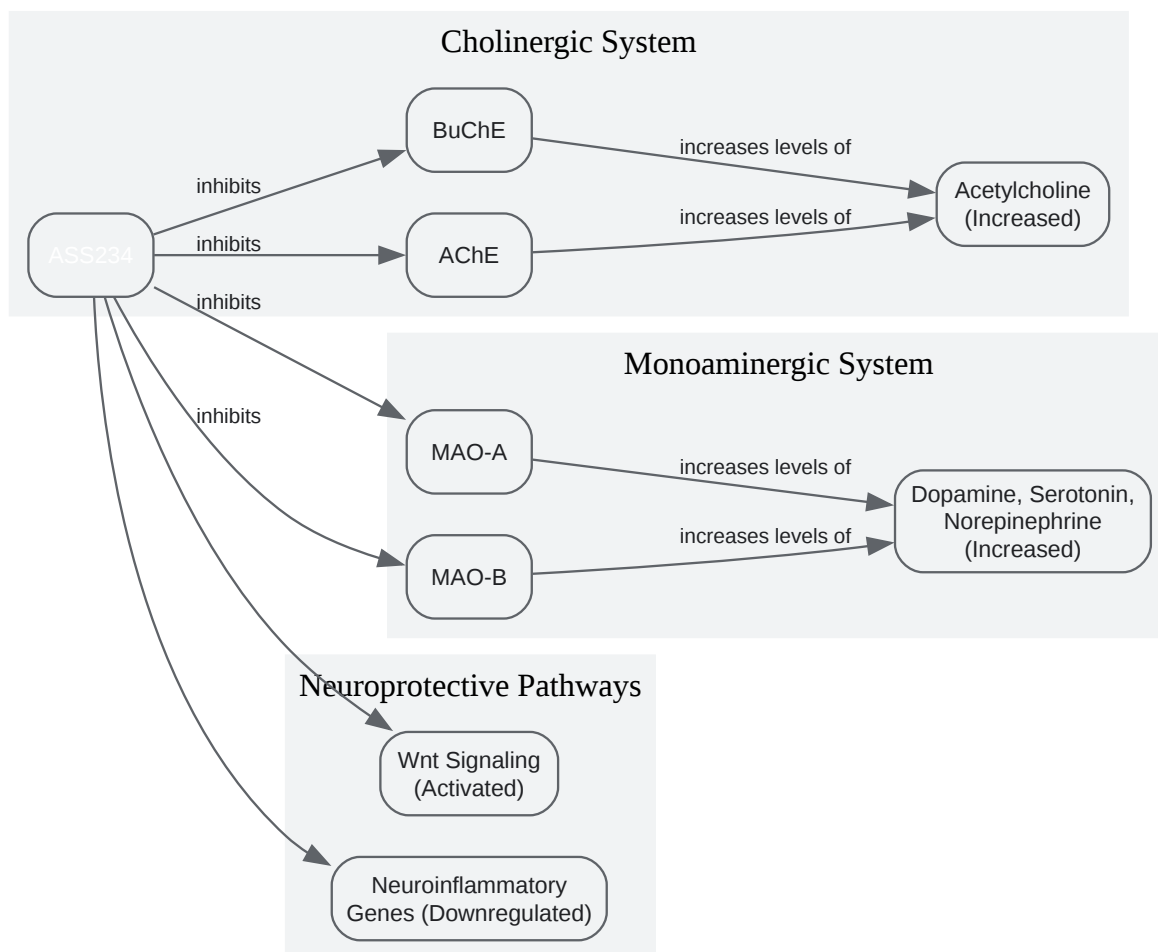 Cholinergic System
BuChE
increases levels of
inhibits
Acetylcholine
(Increased)
increases levels of
ASS234
inhibits
AChE
inhibits
Monoaminergic System
inhibits
MAO-A
increases levels of
Dopamine, Serotonin,
Norepinephrine
(Increased)
increases levels of
MAO-B
Neuroprotective Pathways
Wnt Signaling
(Activated)
Neuroinflammatory
Genes (Downregulated)